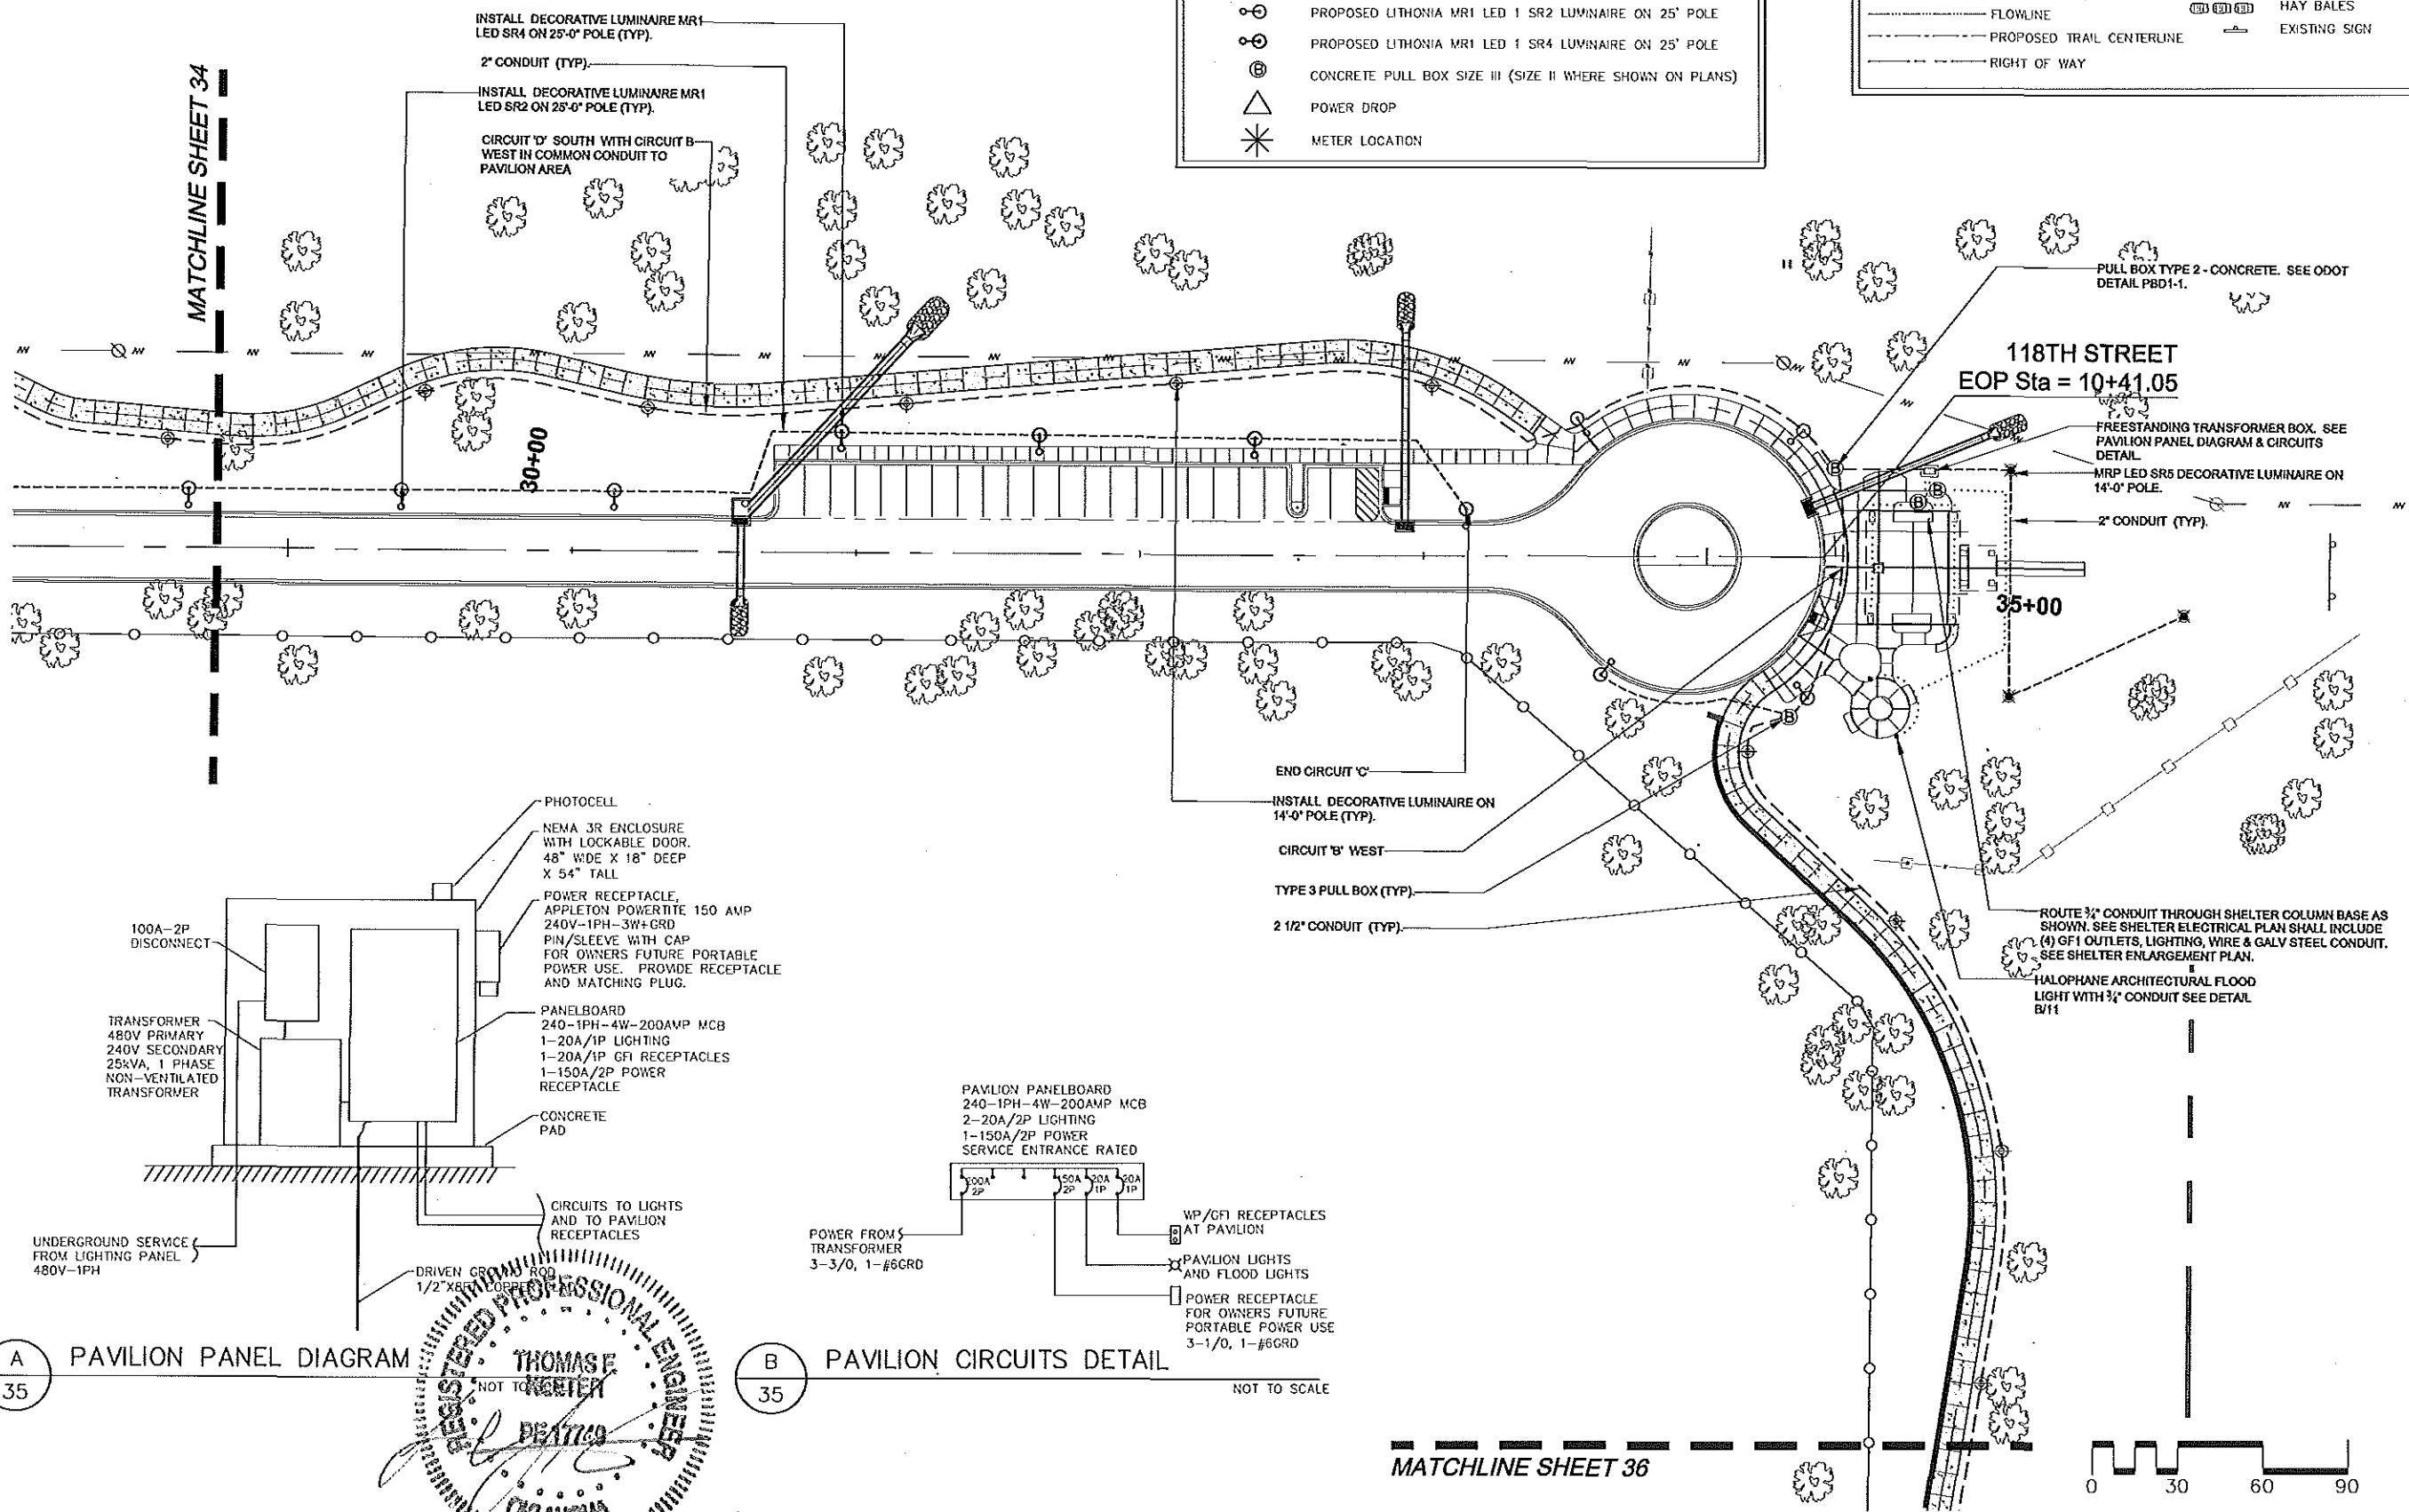 INSTALL DECORATIVE LUMINAIRE MR1
LED SR4 ON 25'-0" POLE (TYP).
2" CONDUIT (TYP).
INSTALL DECORATIVE LUMINAIRE MR1
LED SR2 ON 25'-0" POLE (TYP).
CIRCUIT 'D' SOUTH WITH CIRCUIT B
WEST IN COMMON CONDUIT TO
PAVILION AREA
MATCHLINE SHEET 34
PROPOSED LITHONIA MR1 LED 1 SR2 LUMINAIRE ON 25' POLE
PROPOSED LITHONIA MR1 LED 1 SR4 LUMINAIRE ON 25' POLE
B CONCRETE PULL BOX SIZE III (SIZE II WHERE SHOWN ON PLANS)
POWER DROP
METER LOCATION
FLOWLINE
PROPOSED TRAIL CENTERLINE
RIGHT OF WAY
HAY BALES
EXISTING SIGN
PULL BOX TYPE 2 - CONCRETE. SEE ODOT
DETAIL PBD1-1.
118TH STREET
EOP Sta = 10+41.05
FREESTANDING TRANSFORMER BOX. SEE
PAVILION PANEL DIAGRAM & CIRCUITS
DETAIL
MRP LED SR5 DECORATIVE LUMINAIRE ON
14'-0" POLE.
2" CONDUIT (TYP).
30+00
B
B
B
35+00
B
END CIRCUIT 'C'
INSTALL DECORATIVE LUMINAIRE ON
14'-0" POLE (TYP).
CIRCUIT 'B' WEST
TYPE 3 PULL BOX (TYP).
2 1/2" CONDUIT (TYP).
ROUTE ¾" CONDUIT THROUGH SHELTER COLUMN BASE AS
SHOWN. SEE SHELTER ELECTRICAL PLAN SHALL INCLUDE
(4) GF1 OUTLETS, LIGHTING, WIRE & GALV STEEL CONDUIT.
SEE SHELTER ENLARGEMENT PLAN.
HALOPHANE ARCHITECTURAL FLOOD
LIGHT WITH ¾" CONDUIT SEE DETAIL
B/11
PHOTOCELL
NEMA 3R ENCLOSURE
WITH LOCKABLE DOOR.
48" WIDE X 18" DEEP
X 54" TALL
POWER RECEPTACLE,
APPLETON POWERTITE 150 AMP
240V-1PH-3W+GRD
PIN/SLEEVE WITH CAP
FOR OWNERS FUTURE PORTABLE
POWER USE. PROVIDE RECEPTACLE
AND MATCHING PLUG.
100A-2P
DISCONNECT
TRANSFORMER
480V PRIMARY
240V SECONDARY
25kVA, 1 PHASE
NON-VENTILATED
TRANSFORMER
PANELBOARD
240-1PH-4W-200AMP MCB
1-20A/1P LIGHTING
1-20A/1P GFI RECEPTACLES
1-150A/2P POWER
RECEPTACLE
CONCRETE
PAD
CIRCUITS TO LIGHTS
AND TO PAVILION
RECEPTACLES
UNDERGROUND SERVICE
FROM LIGHTING PANEL
480V-1PH
DRIVEN GROUND ROD
A
35
PAVILION PANEL DIAGRAM
NOT TO
REGISTERED PROFESSIONAL ENGINEER
THOMAS E.
PAVILION PANELBOARD
240-1PH-4W-200AMP MCB
2-20A/2P LIGHTING
1-150A/2P POWER
SERVICE ENTRANCE RATED
200A
2P
150A
2P
20A
1P
20A
1P
POWER FROM
TRANSFORMER
3-3/0, 1-#6GRD
WP/GFI RECEPTACLES
AT PAVILION
PAVILION LIGHTS
AND FLOOD LIGHTS
POWER RECEPTACLE
FOR OWNERS FUTURE
PORTABLE POWER USE
3-1/0, 1-#6GRD
B
35
PAVILION CIRCUITS DETAIL
NOT TO SCALE
MATCHLINE SHEET 36
0 30 60 90